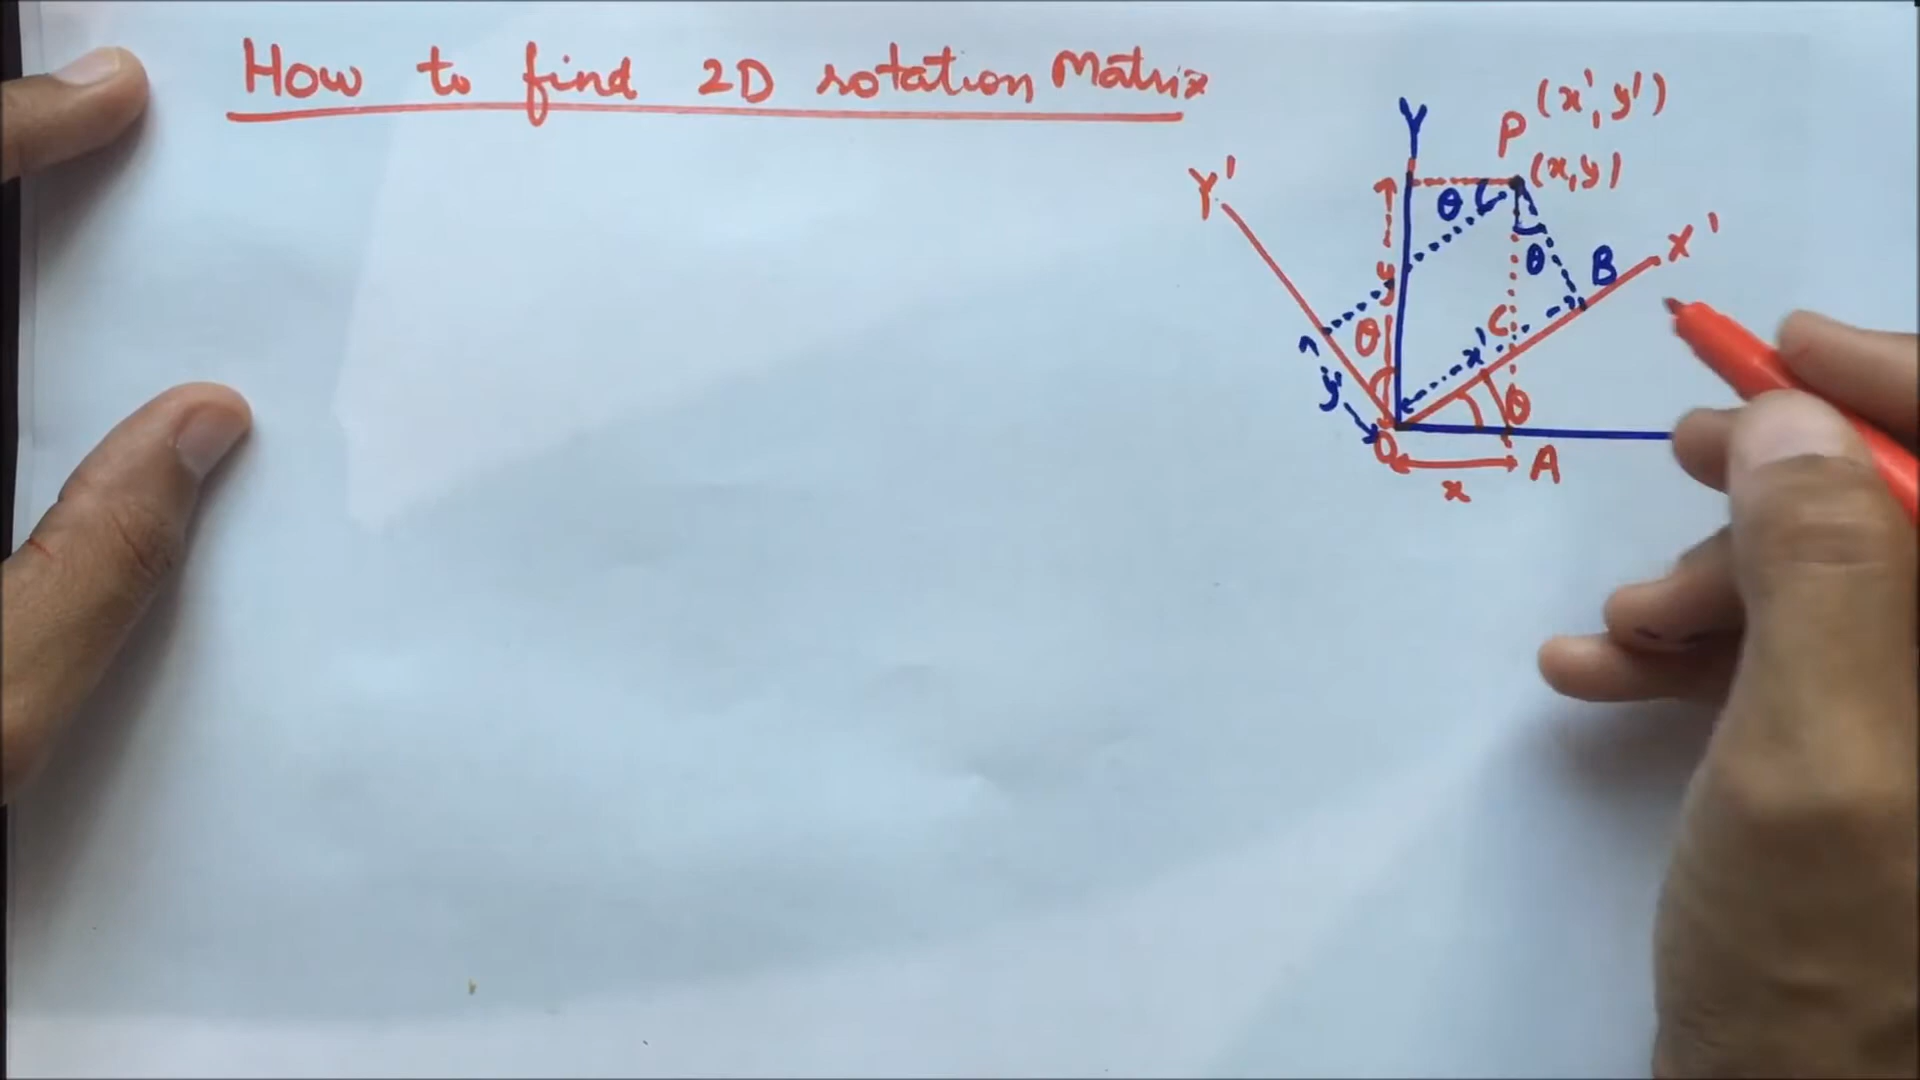 How to find 2D rotation Matrix
Y
P (x', y')
(x,y)
Y'
θ
X'
θ
B
y
θ
C
x'
y'
θ
O
A
x